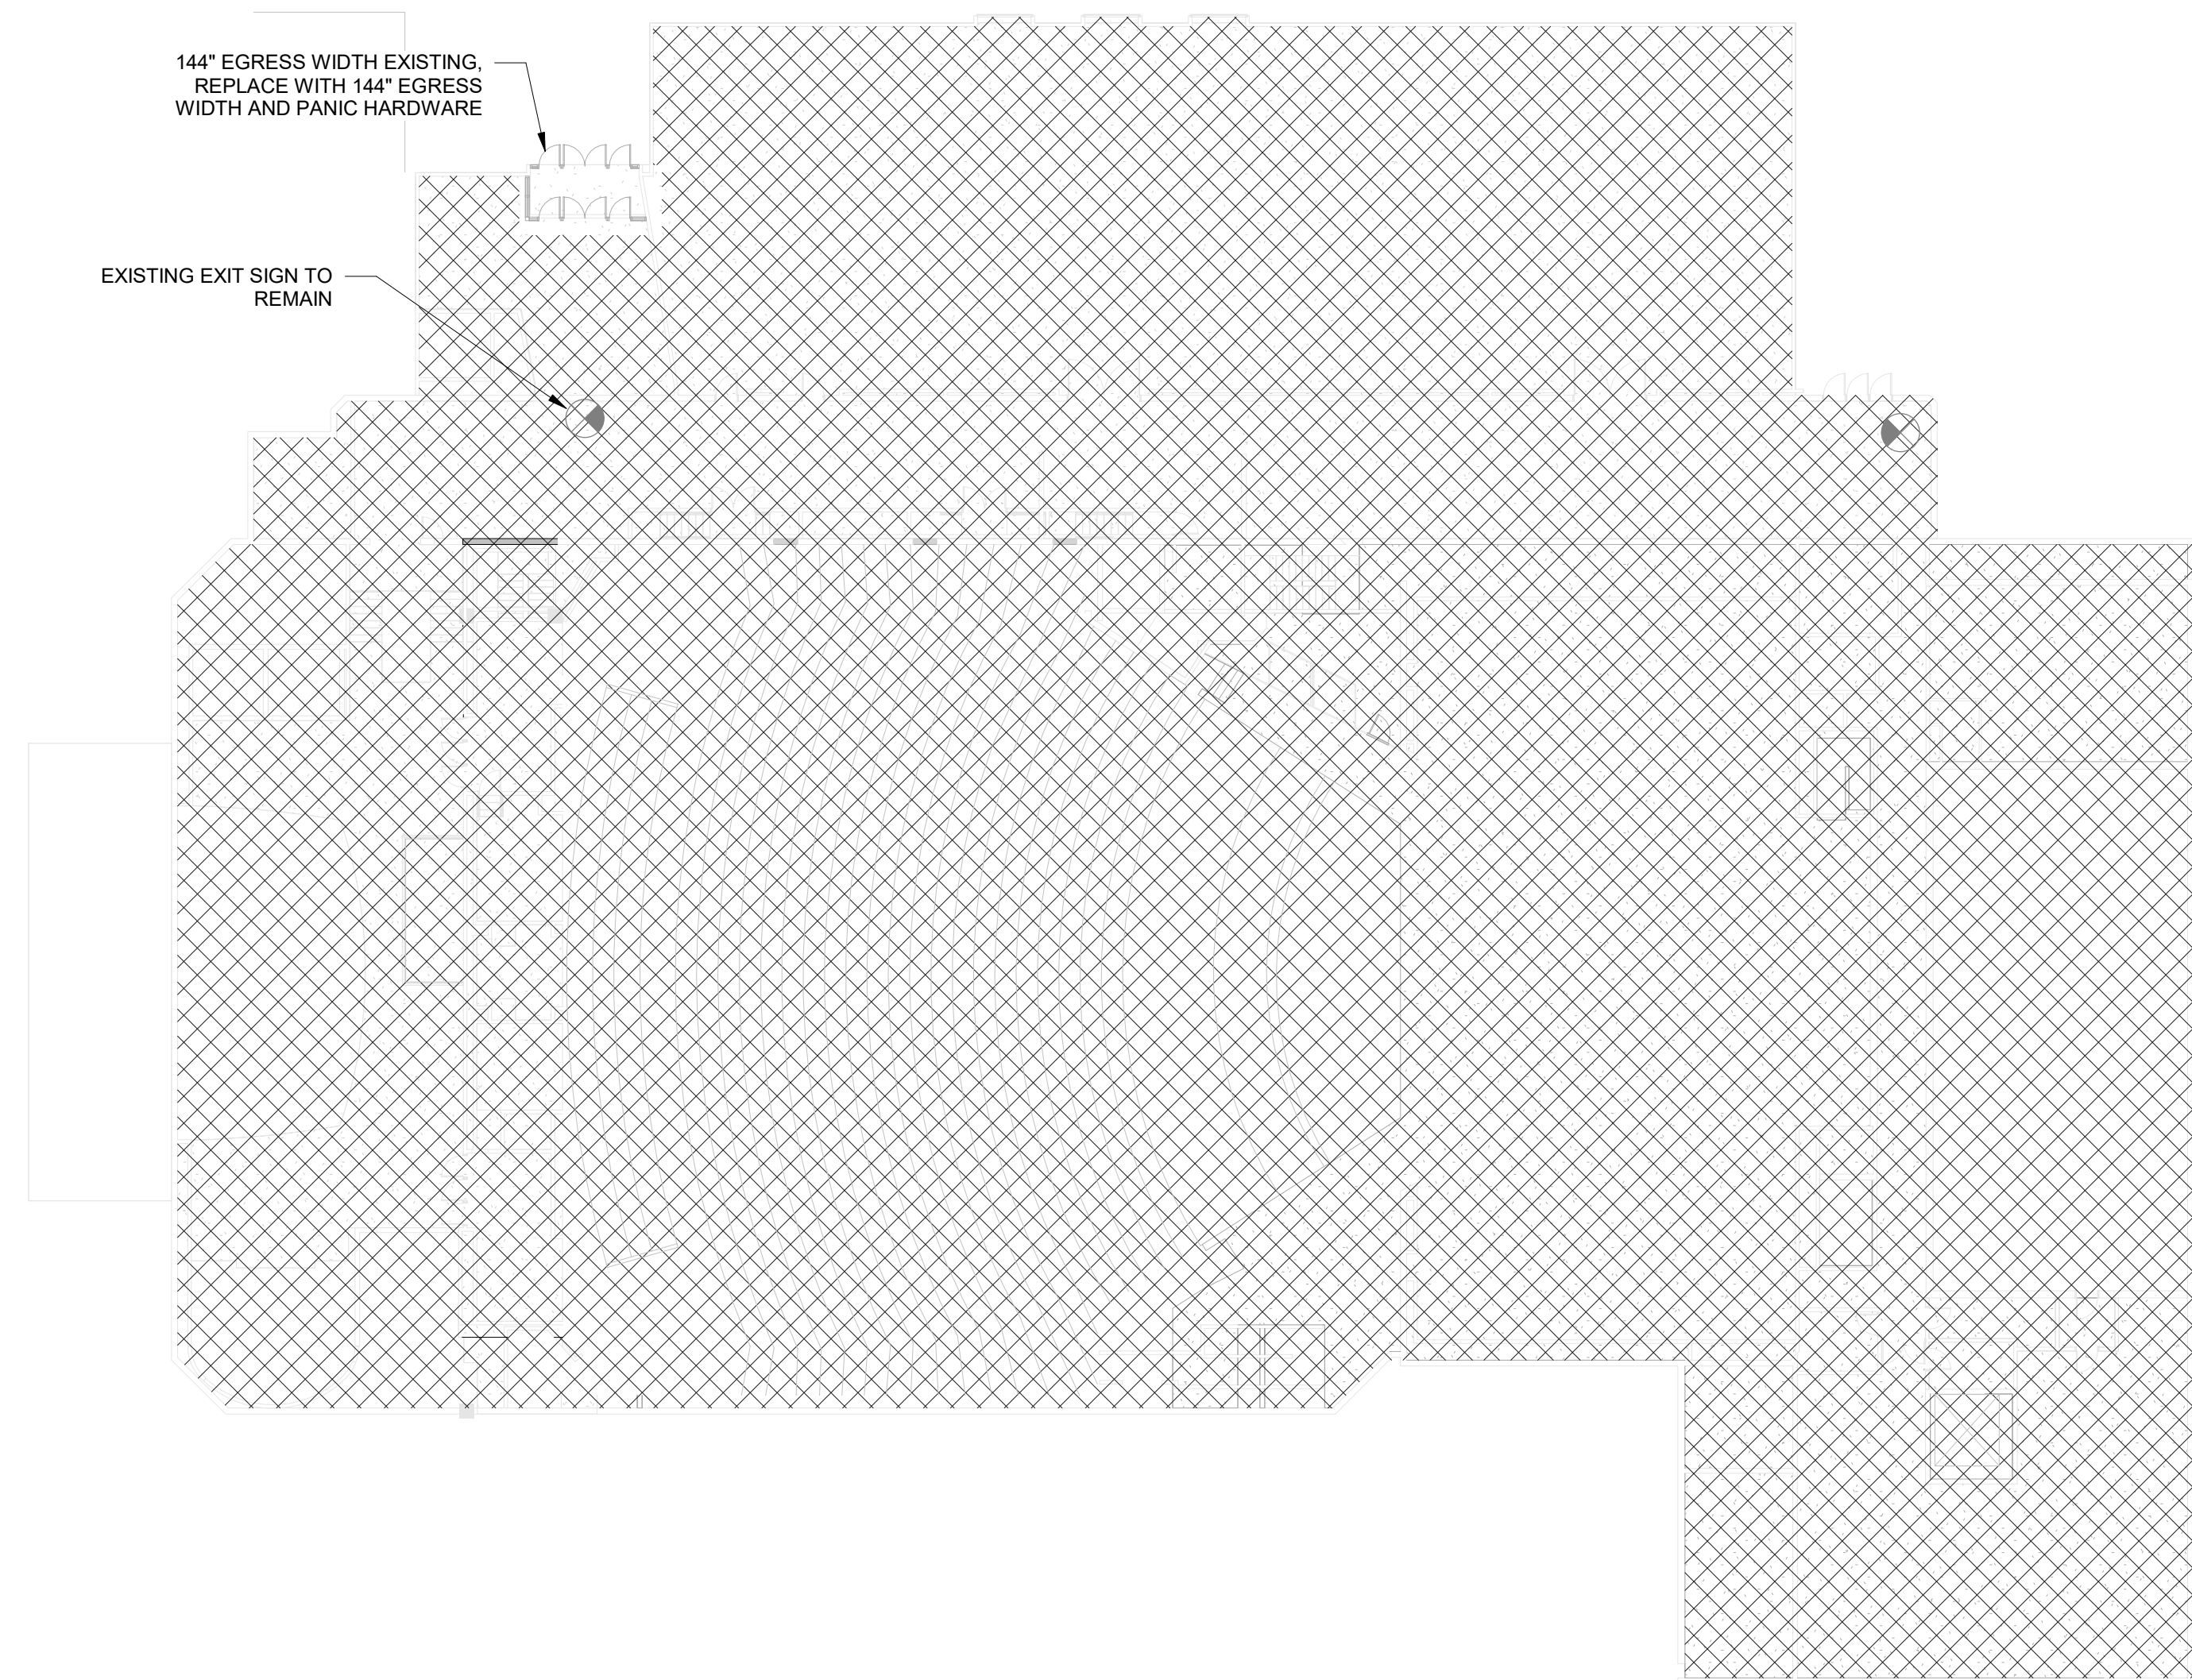 144" EGRESS WIDTH EXISTING,
REPLACE WITH 144" EGRESS
WIDTH AND PANIC HARDWARE
EXISTING EXIT SIGN TO
REMAIN